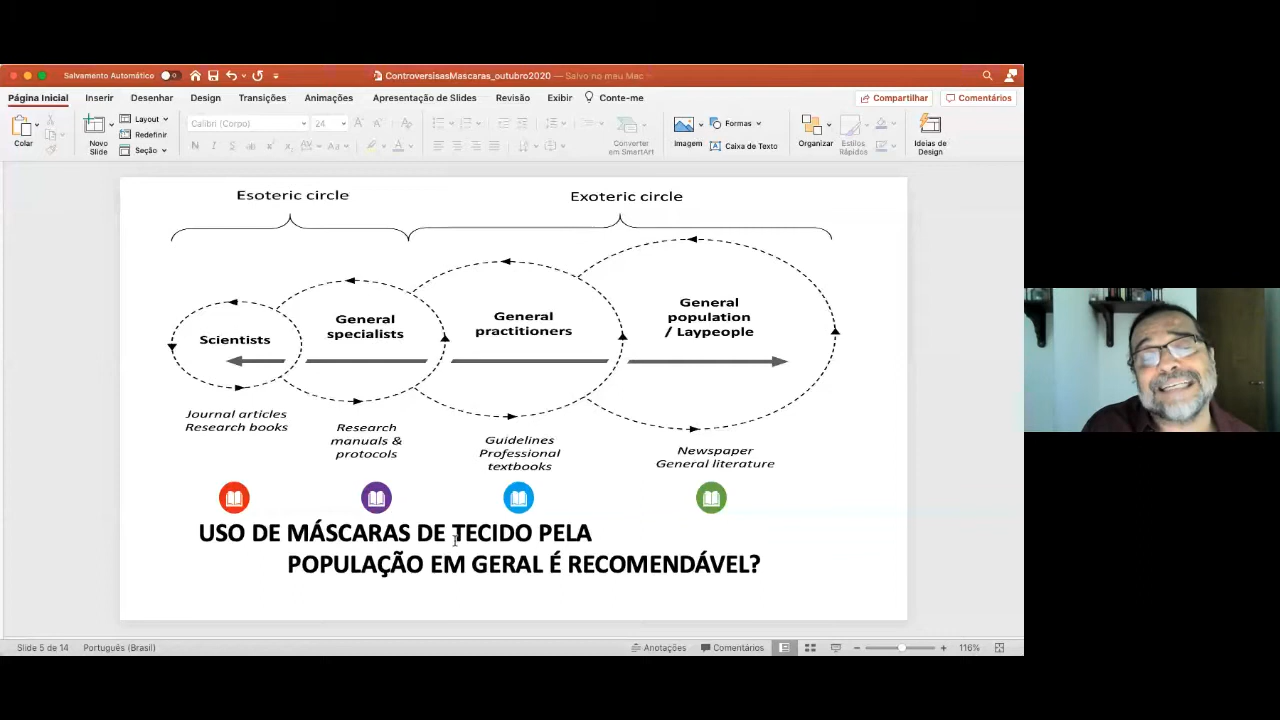 Salvamento Automático
ControversisasMascaras_outubro2020 — Salvo no meu Mac
Página Inicial Inserir Desenhar Design Transições Animações Apresentação de Slides Revisão Exibir Conte-me Compartilhar Comentários
Colar
Novo
Slide
Layout
Redefinir
Seção
Calibri (Corpo) 24
Converter
em SmartArt
Imagem
Formas
Caixa de Texto
Organizar
Estilos
Rápidos
Ideias de
Design
Esoteric circle
Exoteric circle
Scientists
General
specialists
General
practitioners
General
population
/ Laypeople
Journal articles
Research books
Research
manuals &
protocols
Guidelines
Professional
textbooks
Newspaper
General literature
USO DE MÁSCARAS DE TECIDO PELA
POPULAÇÃO EM GERAL É RECOMENDÁVEL?
Slide 5 de 14 Português (Brasil) Anotações Comentários 116%